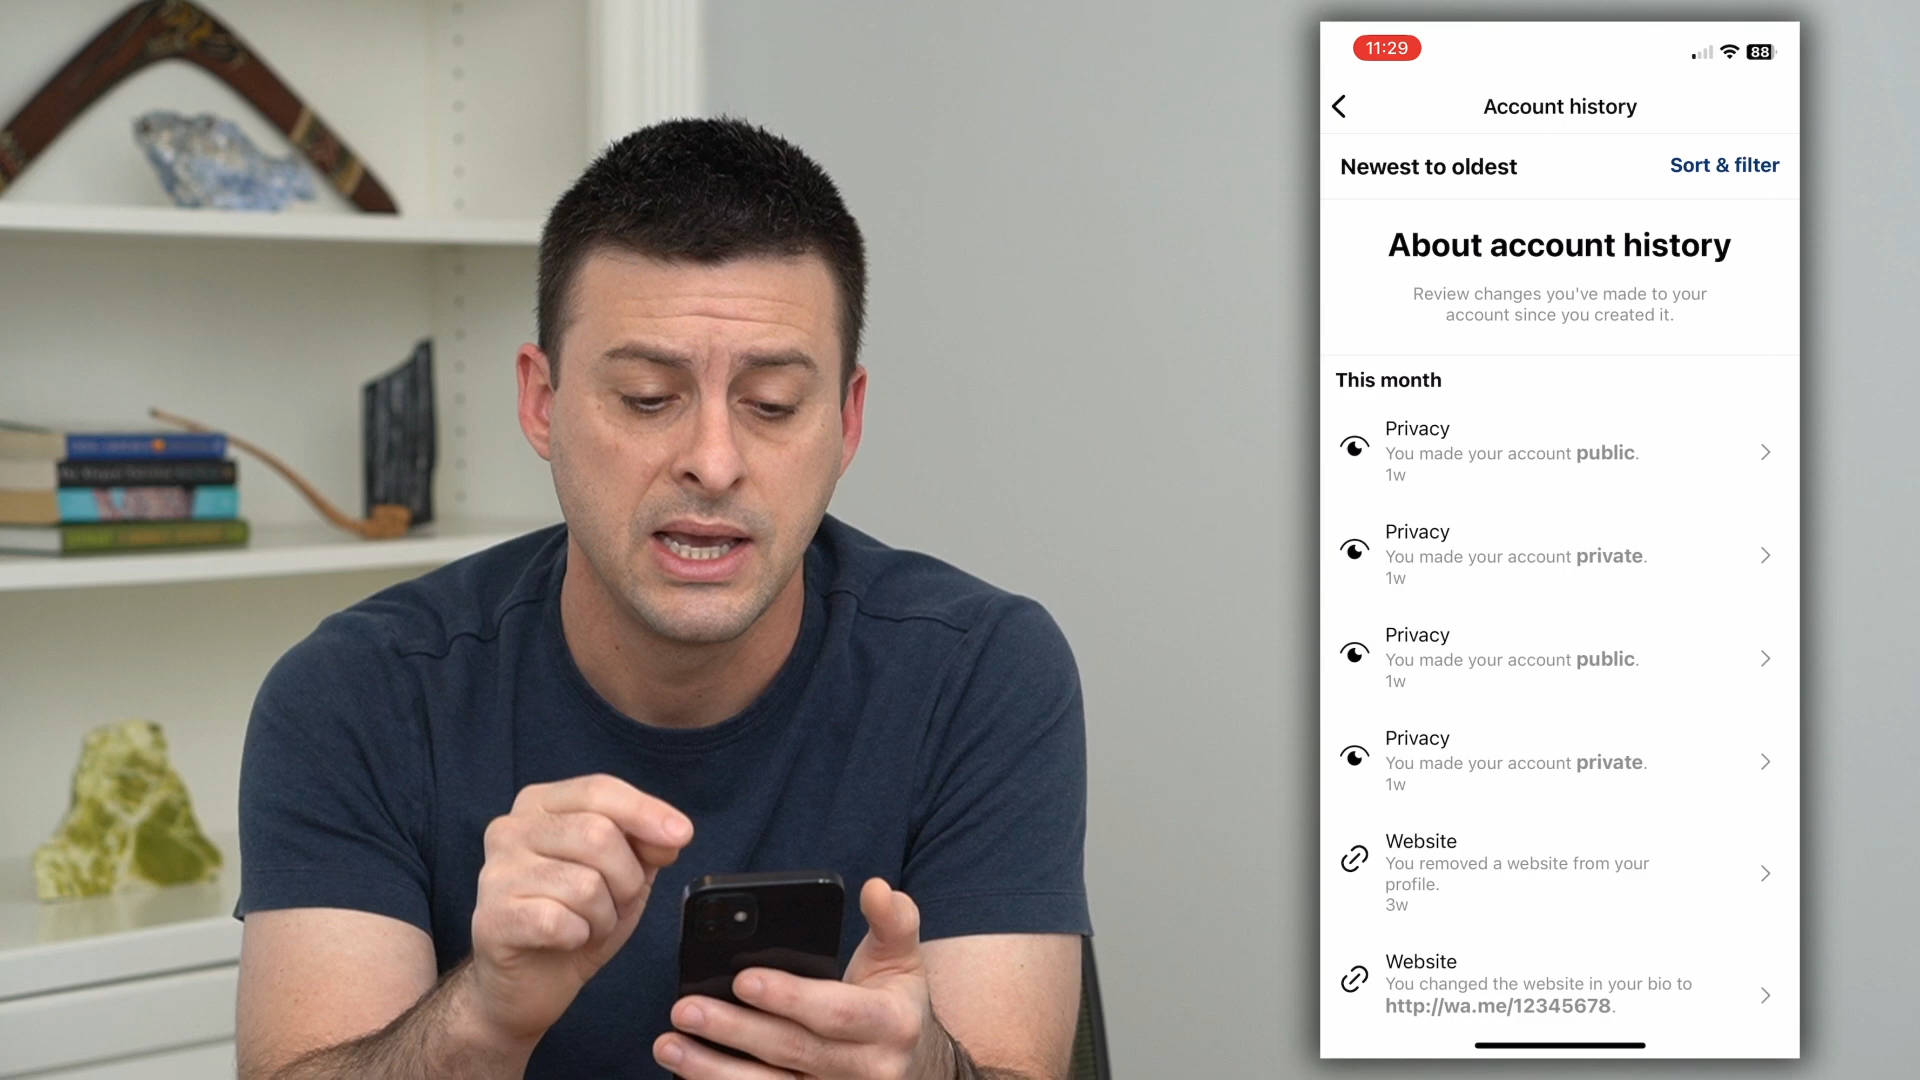 11:29
88
Account history
Newest to oldest
Sort & filter
About account history
Review changes you've made to your
account since you created it.
This month
Privacy
You made your account public.
1w
Privacy
You made your account private.
1w
Privacy
You made your account public.
1w
Privacy
You made your account private.
1w
Website
You removed a website from your
profile.
3w
Website
You changed the website in your bio to
http://wa.me/12345678.